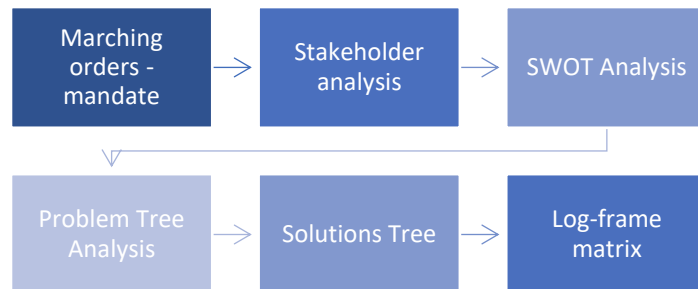 Marching
orders -
mandate
Stakeholder
analysis
SWOT Analysis
Problem Tree
Analysis
Solutions Tree
Log-frame
matrix